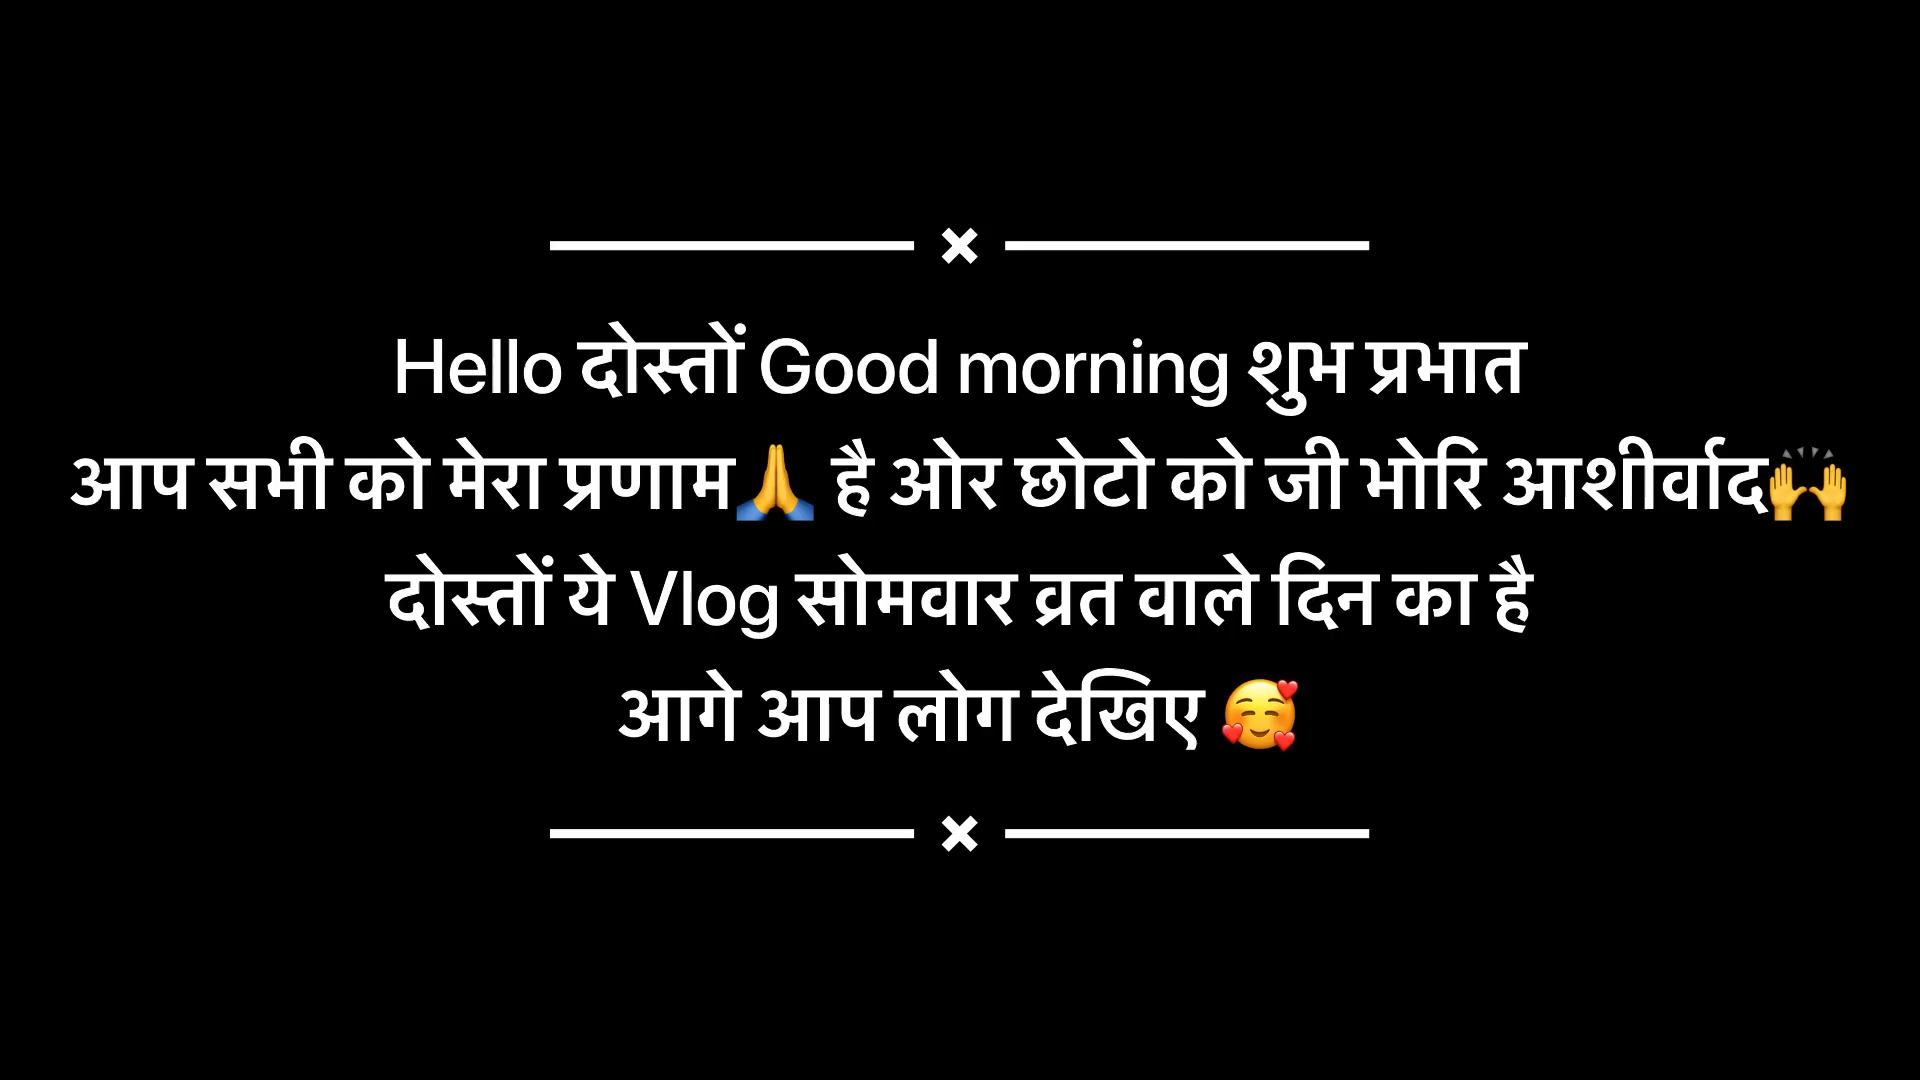 Hello दोस्तों Good morning शुभ प्रभात
आप सभी को मेरा प्रणाम🙏 है ओर छोटो को जी भोरि आशीर्वाद🙌
दोस्तों ये Vlog सोमवार व्रत वाले दिन का है
आगे आप लोग देखिए 🥰